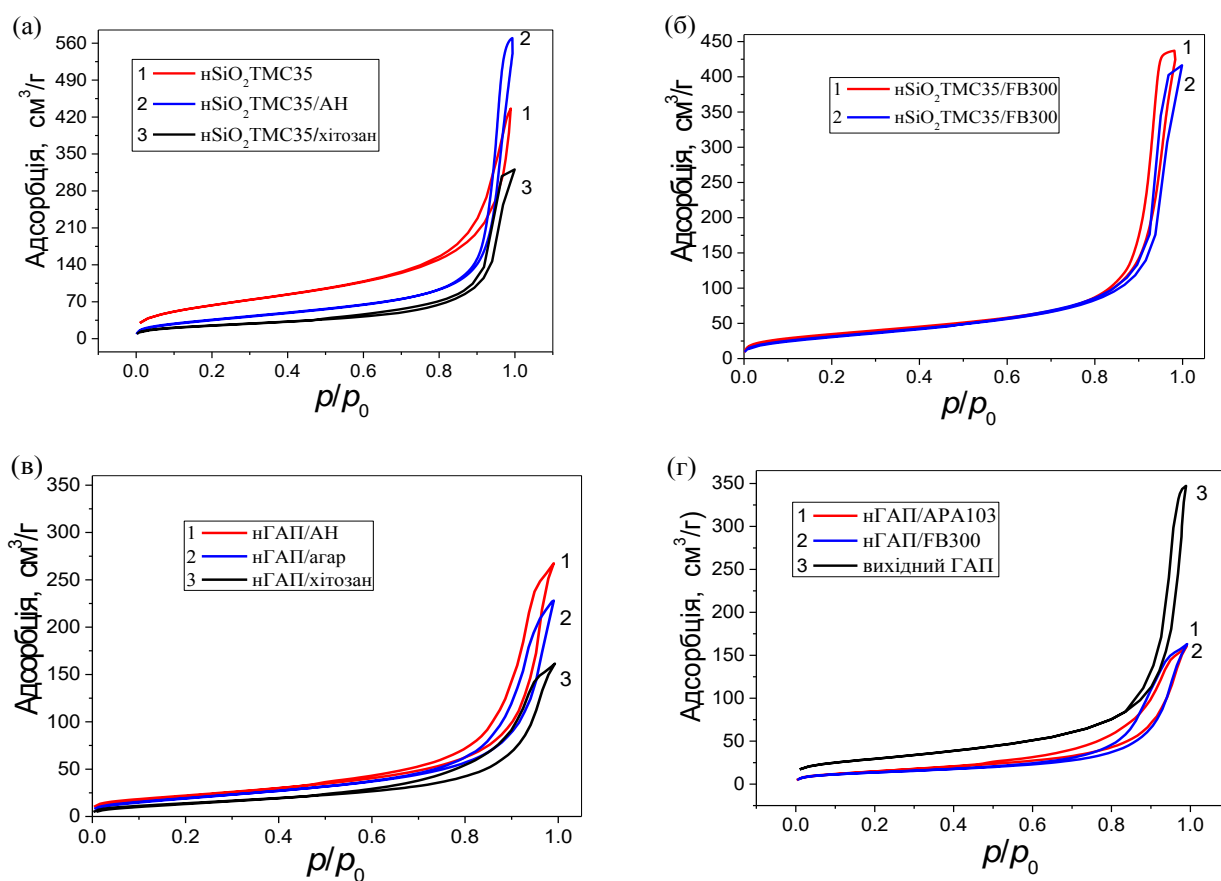 (а)
Адсорбція, см³/г
560
490
420
350
280
210
140
70
0
1 нSiO₂TMC35
2 нSiO₂TMC35/АН
3 нSiO₂TMC35/хітозан
2
1
3
0.0 0.2 0.4 0.6 0.8 1.0
p/p₀
(б)
Адсорбція, см³/г
450
400
350
300
250
200
150
100
50
0
1 нSiO₂TMC35/FB300
2 нSiO₂TMC35/FB300
1
2
0.0 0.2 0.4 0.6 0.8 1.0
p/p₀
(в)
Адсорбція, см³/г
350
300
250
200
150
100
50
0
1 нГАП/АН
2 нГАП/агар
3 нГАП/хітозан
1
2
3
0.0 0.2 0.4 0.6 0.8 1.0
p/p₀
(г)
Адсорбція, см³/г)
350
300
250
200
150
100
50
0
1 нГАП/APA103
2 нГАП/FB300
3 вихідний ГАП
3
1
2
0.0 0.2 0.4 0.6 0.8 1.0
p/p₀